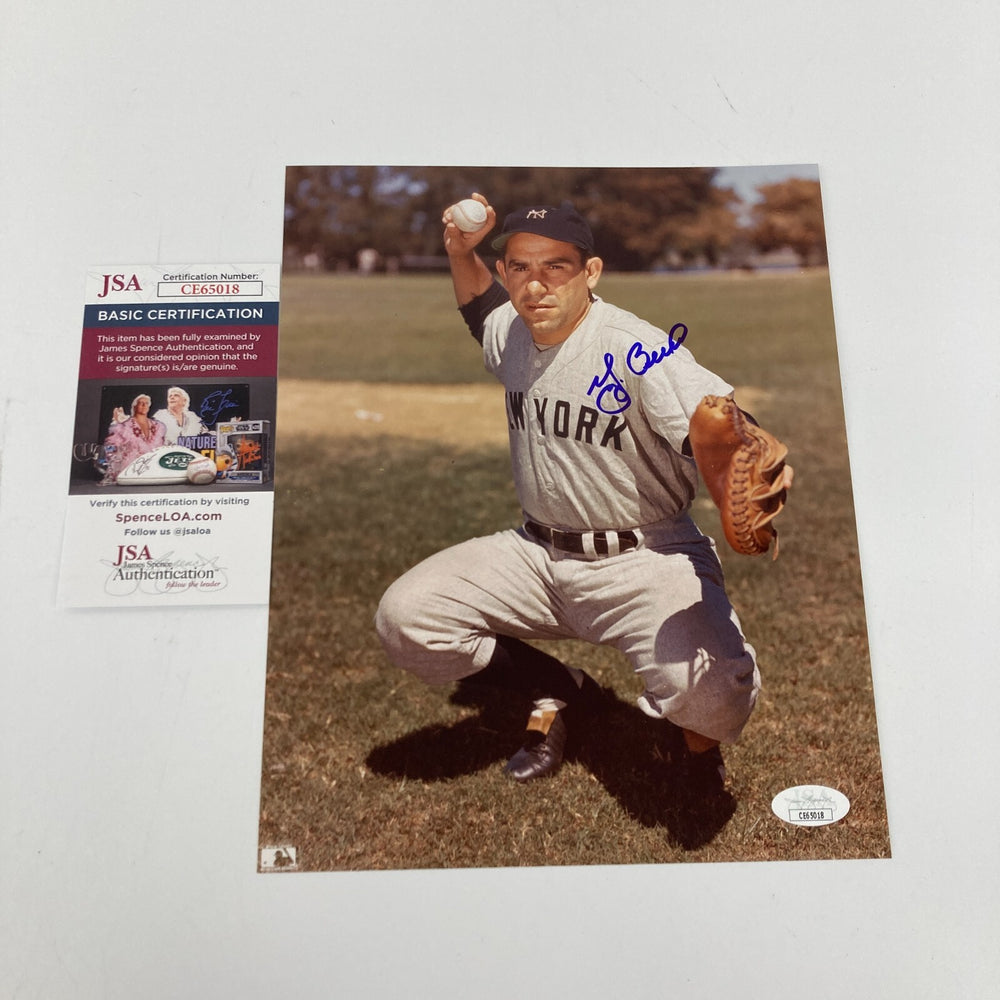 JSA
Certification Number:
CE65018
BASIC CERTIFICATION
This item has been fully examined by
James Spence Authentication, and
it is our considered opinion that the
signature(s) is/are genuine.
NATURE
JETS
Verify this certification by visiting
SpenceLOA.com
Follow us @jsaloa
JSA
James Spence
Authentication
follow the leader
NY
Y. Berra
NEW YORK
CE65018